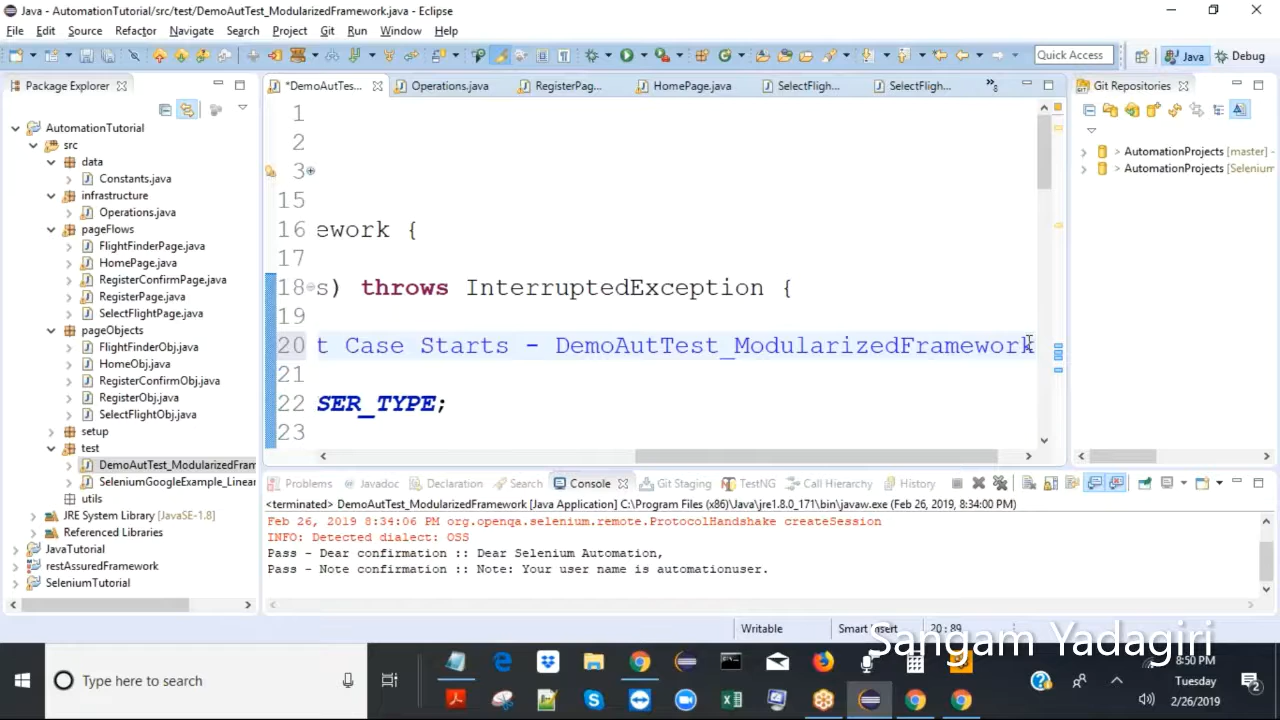 Java - AutomationTutorial/src/test/DemoAutTest_ModularizedFramework.java - Eclipse
File Edit Source Refactor Navigate Search Project Git Run Window Help
Quick Access
Java
Debug
Package Explorer
*DemoAutTes...
Operations.java
RegisterPag...
HomePage.java
SelectFligh...
SelectFligh...
»8
Git Repositories
AutomationTutorial
src
data
Constants.java
infrastructure
Operations.java
pageFlows
FlightFinderPage.java
HomePage.java
RegisterConfirmPage.java
RegisterPage.java
SelectFlightPage.java
pageObjects
FlightFinderObj.java
HomeObj.java
RegisterConfirmObj.java
RegisterObj.java
SelectFlightObj.java
setup
test
DemoAutTest_ModularizedFram
SeleniumGoogleExample_Linear
utils
JRE System Library [JavaSE-1.8]
Referenced Libraries
JavaTutorial
restAssuredFramework
SeleniumTutorial
1
2
3
15
16 ework {
17
18 s) throws InterruptedException {
19
20 t Case Starts - DemoAutTest_ModularizedFramework
21
22 SER_TYPE;
23
> AutomationProjects [master] -
> AutomationProjects [Selenium
Problems Javadoc Declaration Search Console Git Staging TestNG Call Hierarchy History
<terminated> DemoAutTest_ModularizedFramework [Java Application] C:\Program Files (x86)\Java\jre1.8.0_171\bin\javaw.exe (Feb 26, 2019, 8:34:00 PM)
Feb 26, 2019 8:34:06 PM org.openqa.selenium.remote.ProtocolHandshake createSession
INFO: Detected dialect: OSS
Pass - Dear confirmation :: Dear Selenium Automation,
Pass - Note confirmation :: Note: Your user name is automationuser.
Writable
Smart Insert
20 : 89
Sangam Yadagiri
Type here to search
8:50 PM
Tuesday
2/26/2019
2